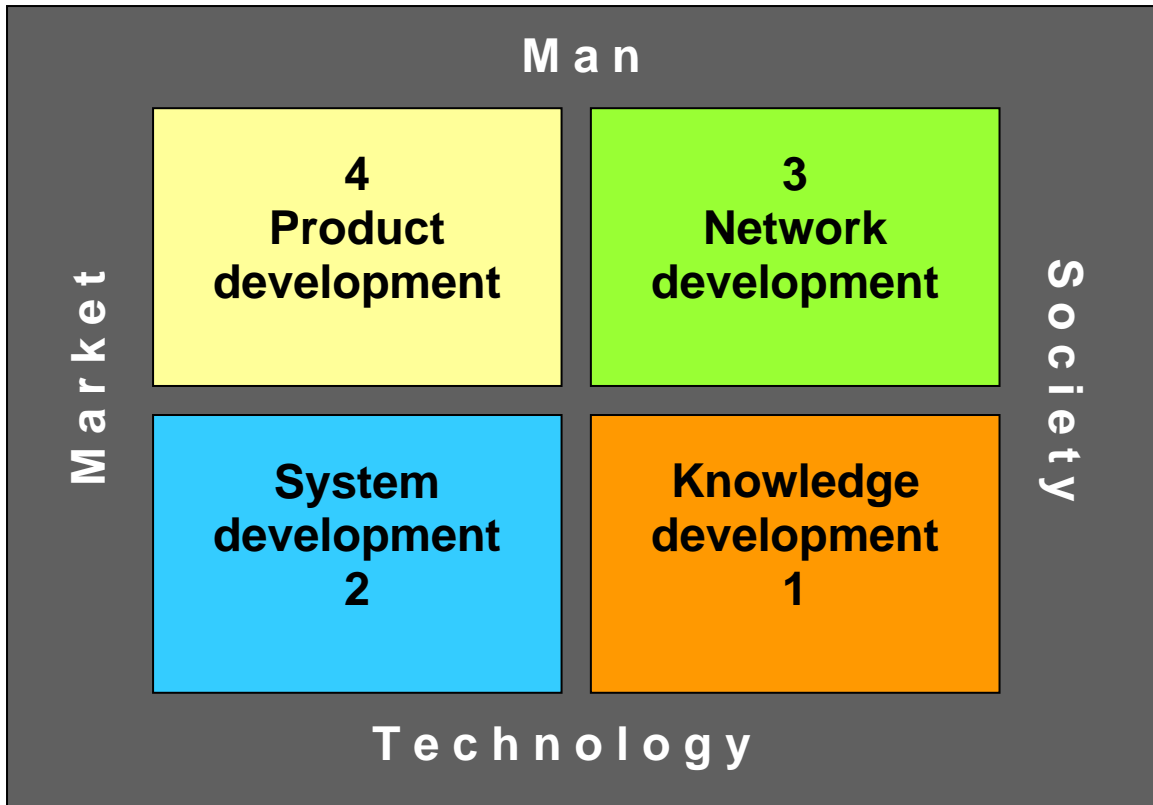 Man
4
Product
development
3
Network
development
Market
Society
System
development
2
Knowledge
development
1
Technology